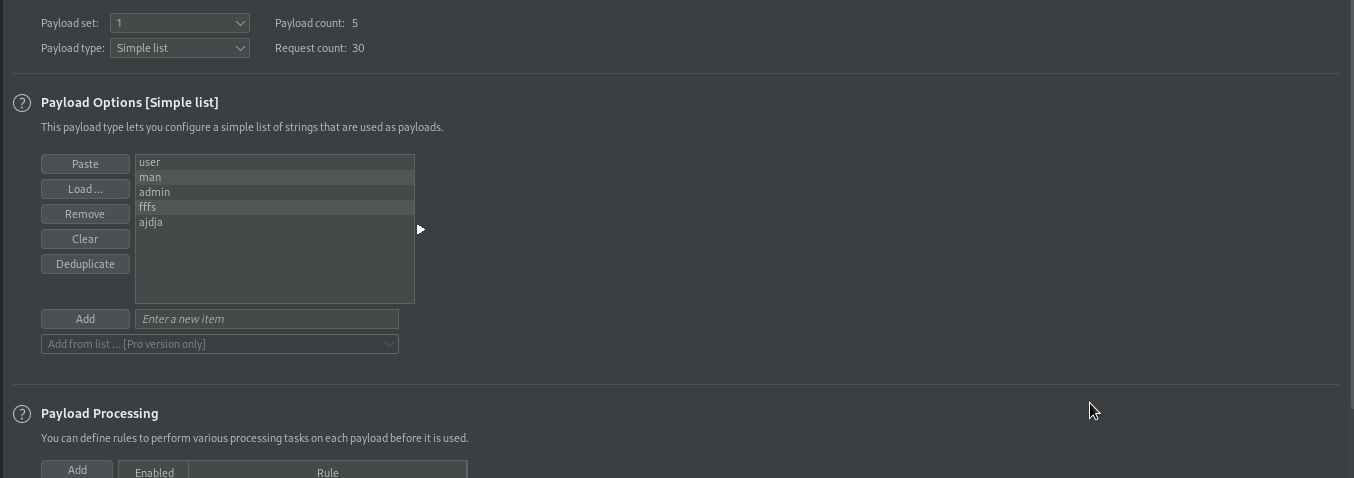 Payload set: 1 Payload count: 5
Payload type: Simple list Request count: 30
? Payload Options [Simple list]
This payload type lets you configure a simple list of strings that are used as payloads.
Paste
Load ...
Remove
Clear
Deduplicate
user
man
admin
fffs
ajdja
Add Enter a new item
Add from list ... [Pro version only]
? Payload Processing
You can define rules to perform various processing tasks on each payload before it is used.
Add Enabled Rule